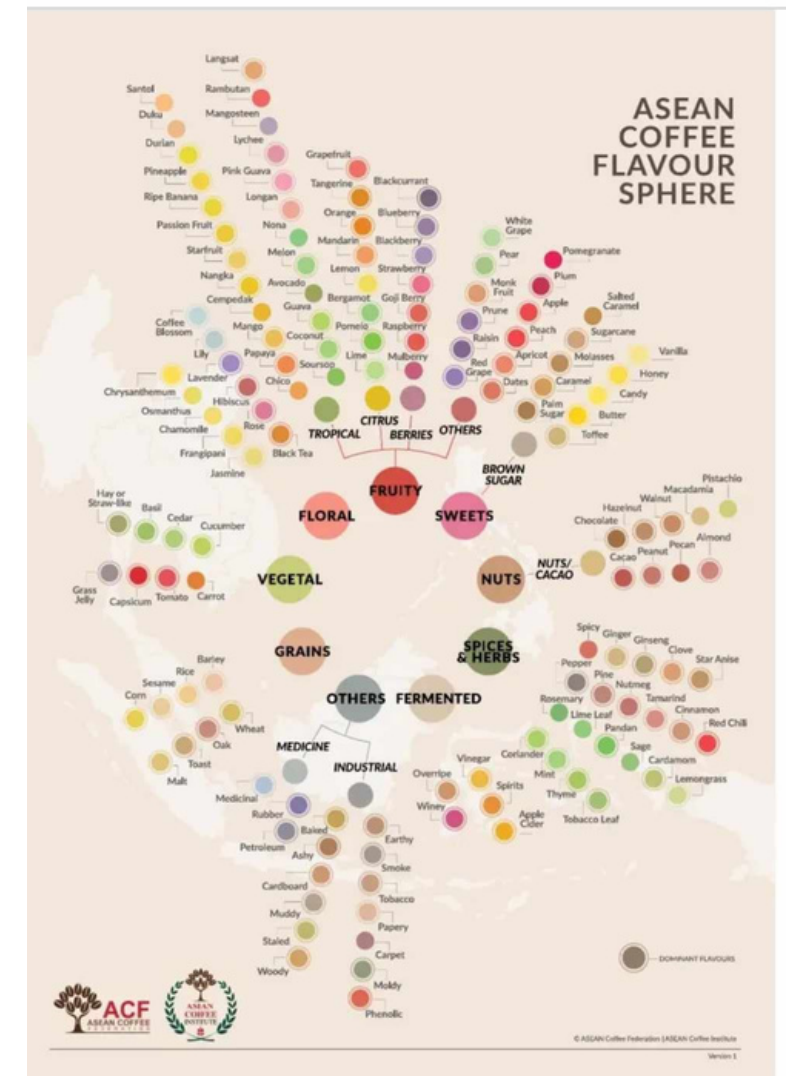 ASEAN
COFFEE
FLAVOUR
SPHERE
Langsat
Rambutan
Mangosteen
Lychee
Pink Guava
Longan
Nona
Melon
Avocado
Guava
Coconut
Soursop
Santol
Duku
Durian
Pineapple
Ripe Banana
Passion Fruit
Starfruit
Nangka
Cempedak
Mango
Papaya
Chico
TROPICAL
Grapefruit
Tangerine
Orange
Mandarin
Lemon
Bergamot
Pomelo
Lime
CITRUS
Blackcurrant
Blueberry
Blackberry
Strawberry
Goji Berry
Raspberry
Mulberry
BERRIES
White
Grape
Pear
Monk
Fruit
Prune
Raisin
Red
Grape
Pomegranate
Plum
Apple
Peach
Apricot
Dates
OTHERS
FRUITY
Coffee
Blossom
Lily
Lavender
Hibiscus
Rose
Black Tea
Chrysanthemum
Osmanthus
Chamomile
Frangipani
Jasmine
FLORAL
Salted
Caramel
Sugarcane
Molasses
Caramel
Palm
Sugar
Vanilla
Honey
Candy
Butter
Toffee
BROWN
SUGAR
SWEETS
Hay or
Straw-like
Basil
Cedar
Cucumber
Grass
Jelly
Capsicum
Tomato
Carrot
VEGETAL
Pistachio
Macadamia
Walnut
Hazelnut
Chocolate
Cacao
Peanut
Pecan
Almond
NUTS/
CACAO
NUTS
GRAINS
Barley
Rice
Sesame
Corn
Wheat
Oak
Toast
Malt
SPICES
& HERBS
Spicy
Ginger
Ginseng
Clove
Star Anise
Pepper
Pine
Nutmeg
Tamarind
Cinnamon
Red Chili
Rosemary
Lime Leaf
Pandan
Sage
Cardamom
Lemongrass
Coriander
Mint
Thyme
Tobacco Leaf
OTHERS
FERMENTED
Vinegar
Overripe
Spirits
Winey
Apple
Cider
MEDICINE
INDUSTRIAL
Medicinal
Rubber
Petroleum
Baked
Ashy
Cardboard
Muddy
Staled
Woody
Earthy
Smoke
Tobacco
Papery
Carpet
Moldy
Phenolic
DOMINANT FLAVOURS
ACF
ASEAN COFFEE
FEDERATION
ASEAN
COFFEE
INSTITUTE
© ASEAN Coffee Federation | ASEAN Coffee Institute
Version 1